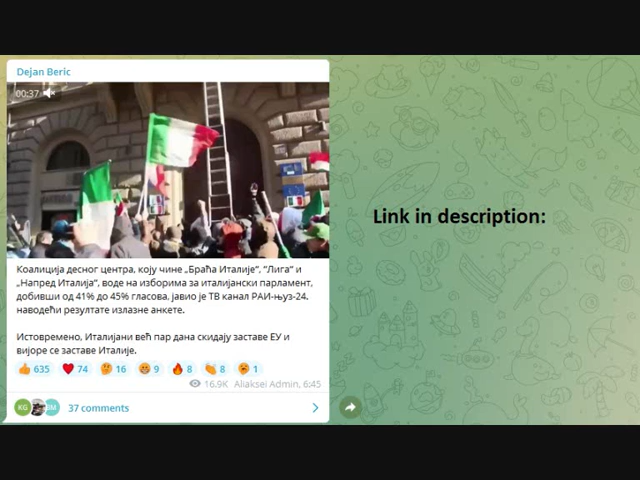 Dejan Beric
00:37
Коалиција десног центра, коју чине „Браћа Италије“, "Лига" и
„Напред Италија“, воде на изборима за италијански парламент,
добивши од 41% до 45% гласова, јавио је ТВ канал РАИ-њуз-24.
наводећи резултате излазне анкете.
Истовремено, Италијани већ пар дана скидају заставе ЕУ и
вијоре се заставе Италије.
635 74 16 9 8 8 1
16.9K Aliaksei Admin, 6:45
KG BM 37 comments
Link in description: